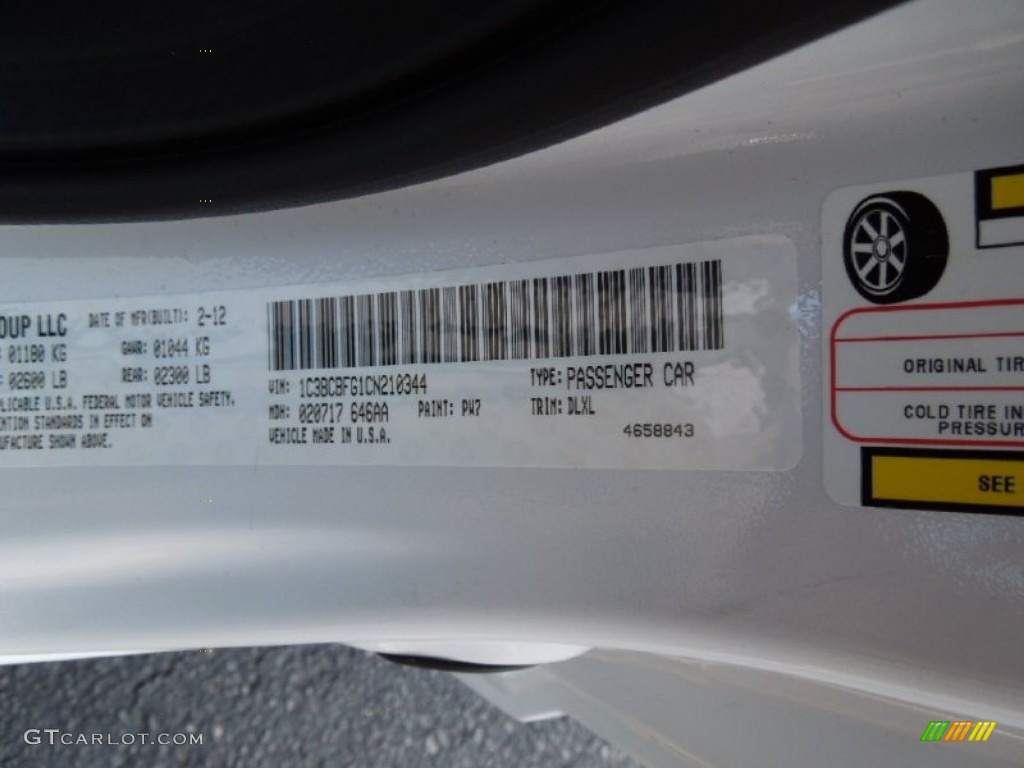 OUP LLC DATE OF MFR(BUILT): 2-12
01180 KG GAWR: 01044 KG
02600 LB REAR: 02300 LB
PLICABLE U.S.A. FEDERAL MOTOR VEHICLE SAFETY,
ENTION STANDARDS IN EFFECT ON
UFACTURE SHOWN ABOVE.
VIN: 1C3BCBFG1CN210344 TYPE: PASSENGER CAR
MDH: 020717 646AA PAINT: PW7 TRIM: DLXL
VEHICLE MADE IN U.S.A. 4658843
ORIGINAL TIR
COLD TIRE IN
PRESSUR
SEE
GTCARLOT.COM